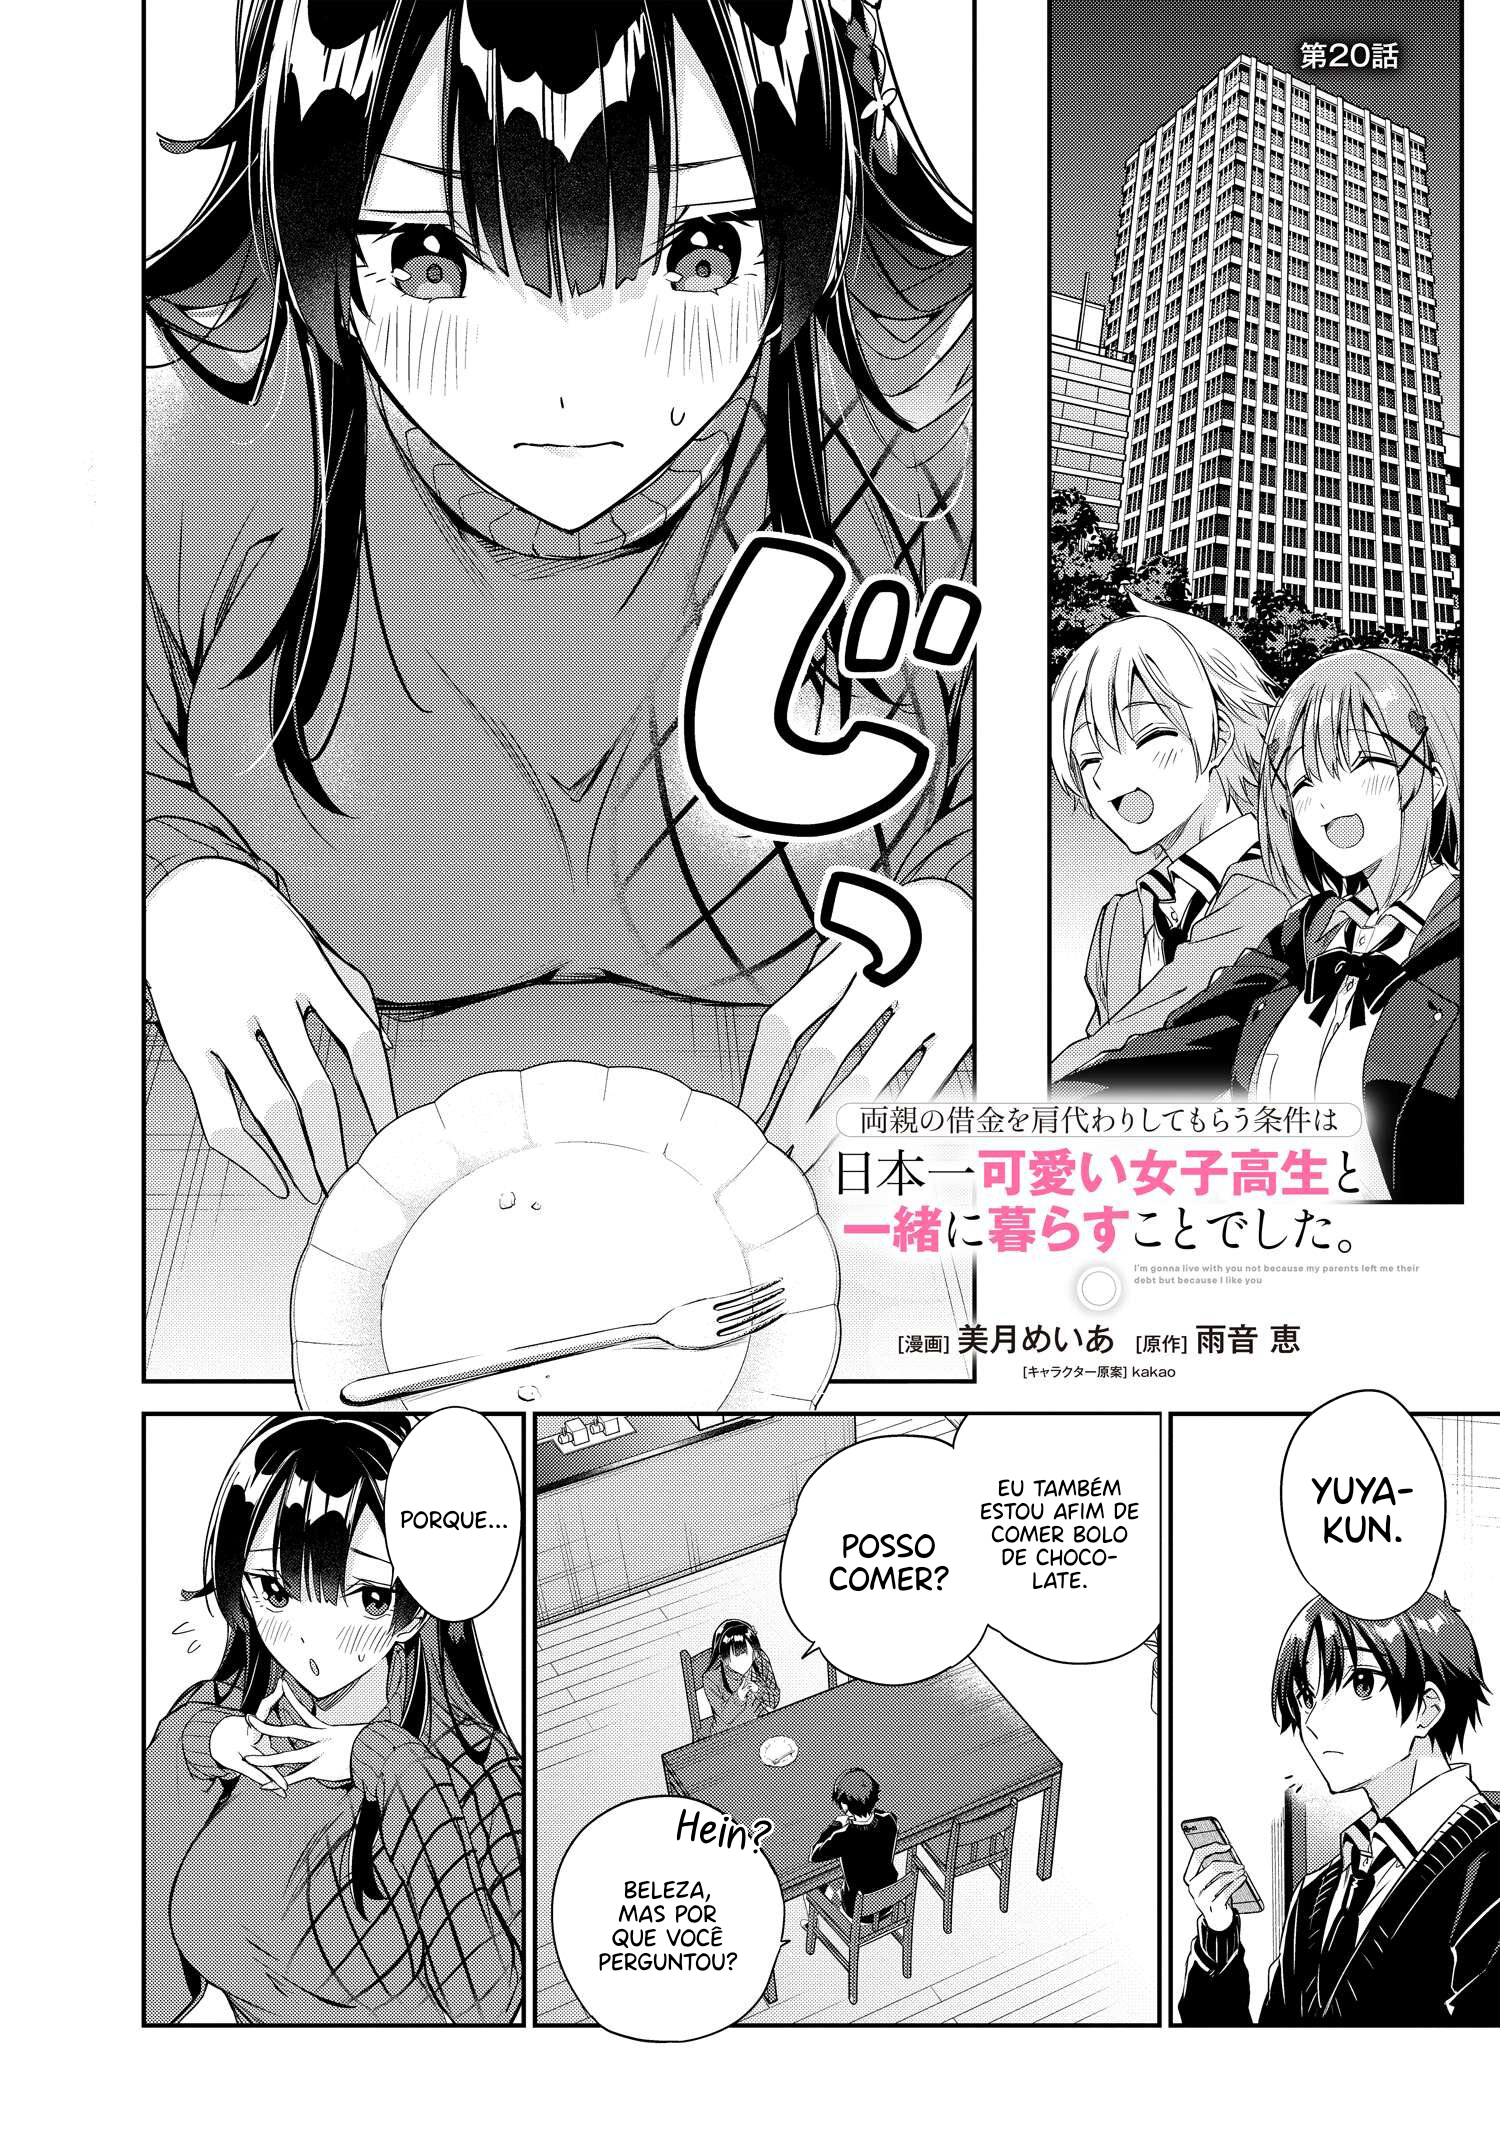 第20話
じっ
両親の借金を肩代わりしてもらう条件は
日本一可愛い女子高生と
一緒に暮らすことでした。
I'm gonna live with you not because my parents left me their
debt but because I like you
[漫画] 美月めいあ [原作] 雨音 恵
[キャラクター原案] kakao
YUYA-
KUN.
EU TAMBÉM
ESTOU AFIM DE
COMER BOLO
DE CHOCO-
LATE.
POSSO
COMER?
Hein?
BELEZA,
MAS POR
QUE VOCÊ
PERGUNTOU?
PORQUE...